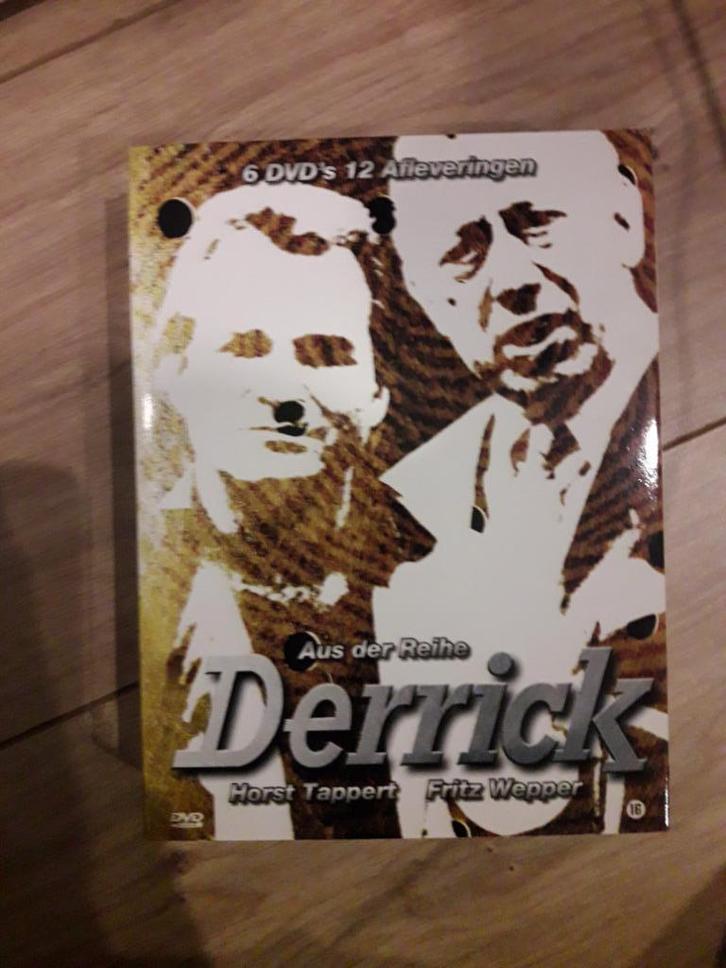 6 DVD's 12 Afleveringen
Aus der Reihe
Derrick
Horst Tappert Fritz Wepper
DVD
16